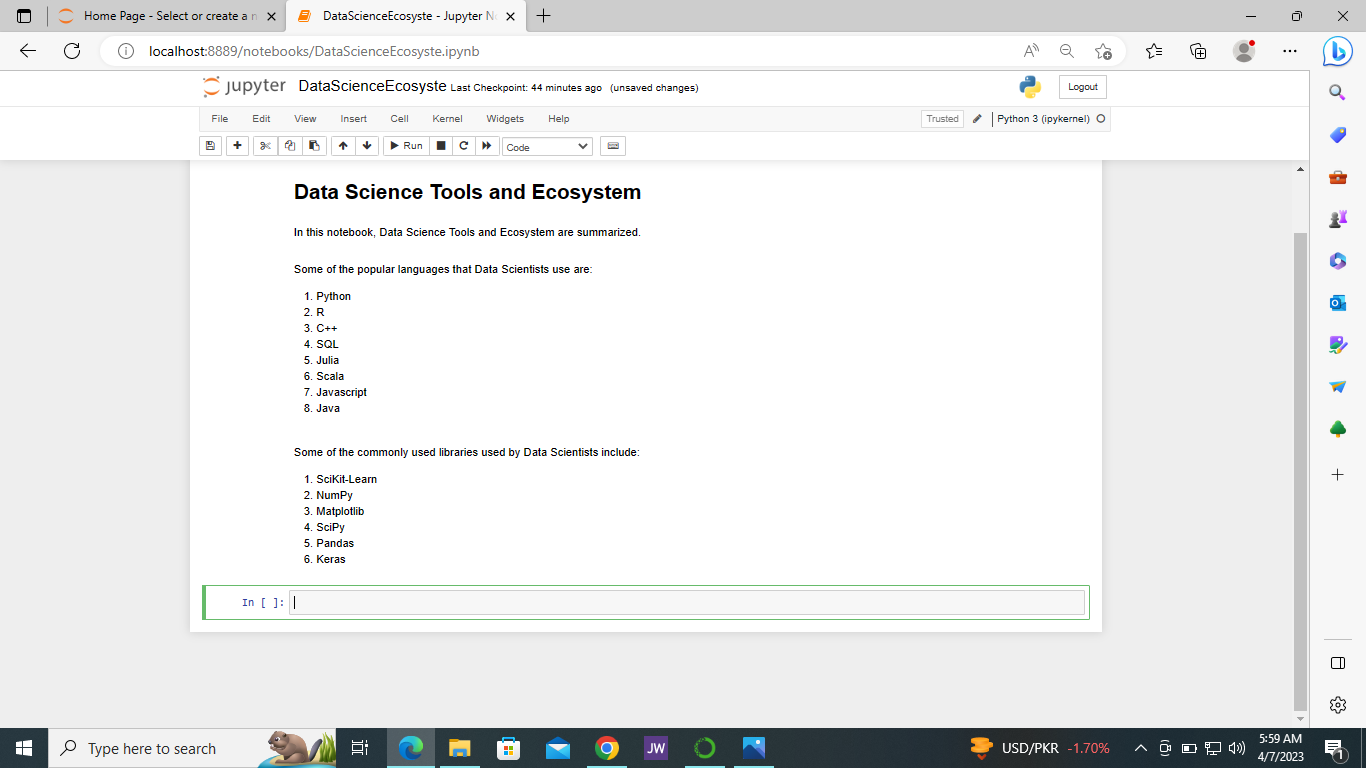 Home Page - Select or create a n
DataScienceEcosyste - Jupyter N
localhost:8889/notebooks/DataScienceEcosyste.ipynb
jupyter DataScienceEcosyste Last Checkpoint: 44 minutes ago (unsaved changes)
Logout
File Edit View Insert Cell Kernel Widgets Help
Trusted
Python 3 (ipykernel)
Run
Code
Data Science Tools and Ecosystem
In this notebook, Data Science Tools and Ecosystem are summarized.
Some of the popular languages that Data Scientists use are:
1. Python
2. R
3. C++
4. SQL
5. Julia
6. Scala
7. Javascript
8. Java
Some of the commonly used libraries used by Data Scientists include:
1. SciKit-Learn
2. NumPy
3. Matplotlib
4. SciPy
5. Pandas
6. Keras
In [ ]:
Type here to search
JW
USD/PKR -1.70%
5:59 AM
4/7/2023
1